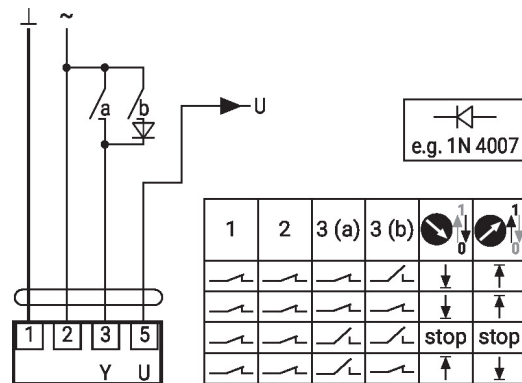 ~
a b
U
e.g. 1N 4007
1 2 3 (a) 3 (b) 1 0 1 0
stop stop
1 2 3 5
Y U